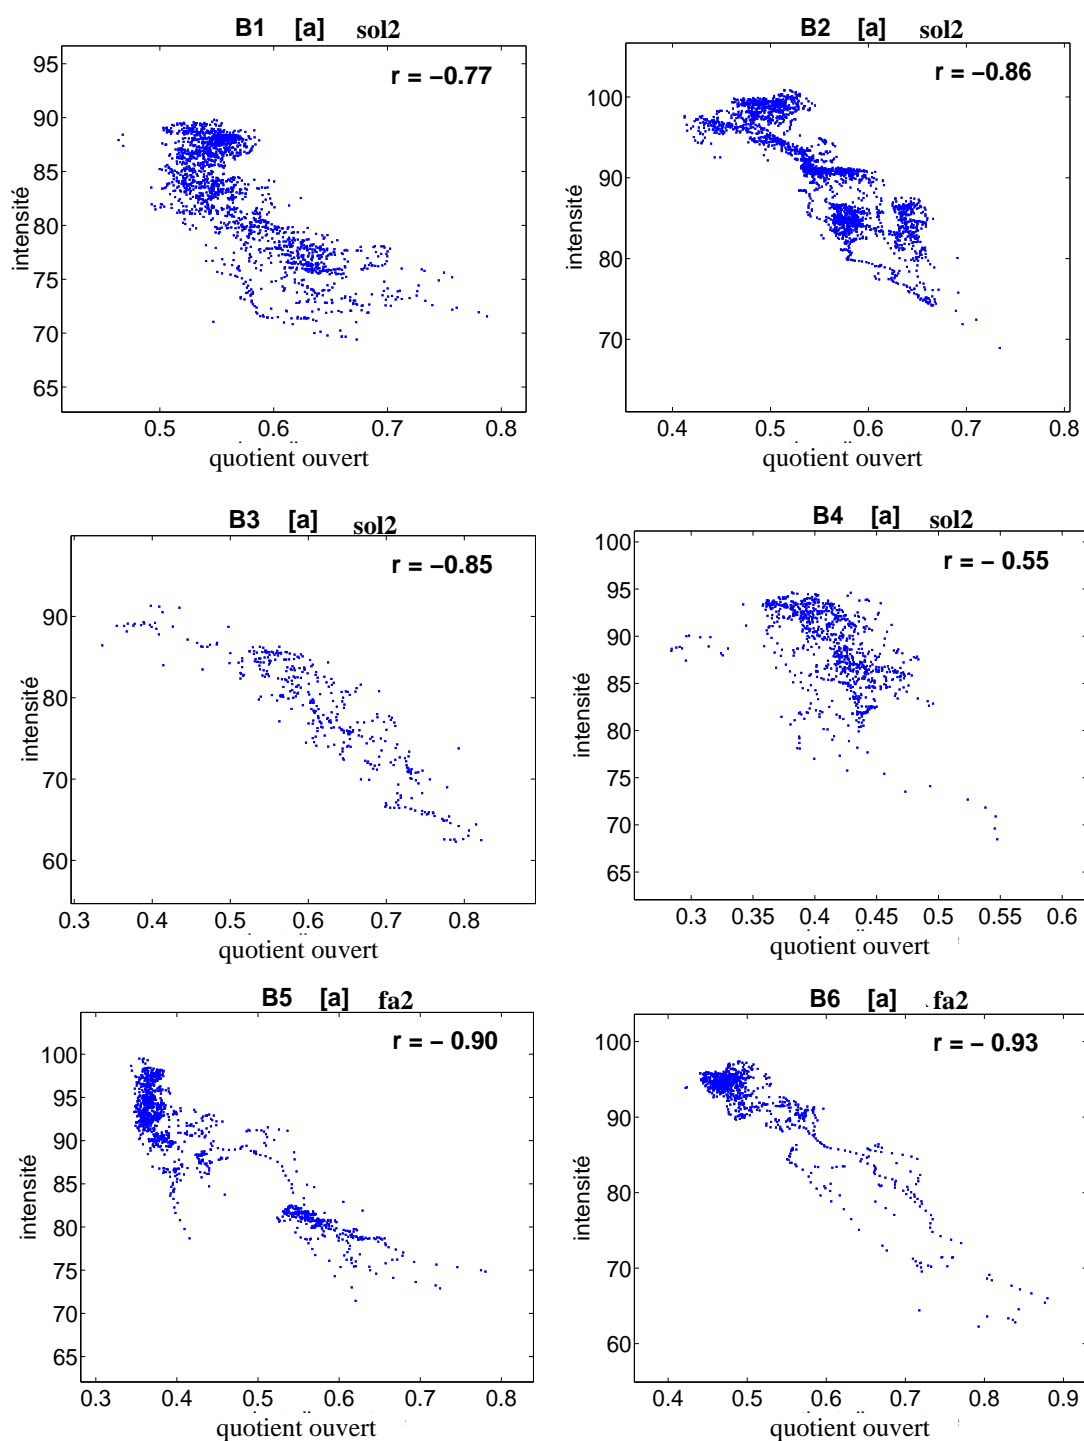 B1 [a] sol2
r = −0.77
95
90
85
80
75
70
65
intensité
0.5 0.6 0.7 0.8
quotient ouvert
B2 [a] sol2
r = −0.86
100
90
80
70
intensité
0.4 0.5 0.6 0.7 0.8
quotient ouvert
B3 [a] sol2
r = −0.85
90
80
70
60
intensité
0.3 0.4 0.5 0.6 0.7 0.8
quotient ouvert
B4 [a] sol2
r = − 0.55
100
95
90
85
80
75
70
65
intensité
0.3 0.35 0.4 0.45 0.5 0.55 0.6
quotient ouvert
B5 [a] fa2
r = − 0.90
100
95
90
85
80
75
70
65
intensité
0.3 0.4 0.5 0.6 0.7 0.8
quotient ouvert
B6 [a] fa2
r = − 0.93
100
90
80
70
60
intensité
0.4 0.5 0.6 0.7 0.8 0.9
quotient ouvert